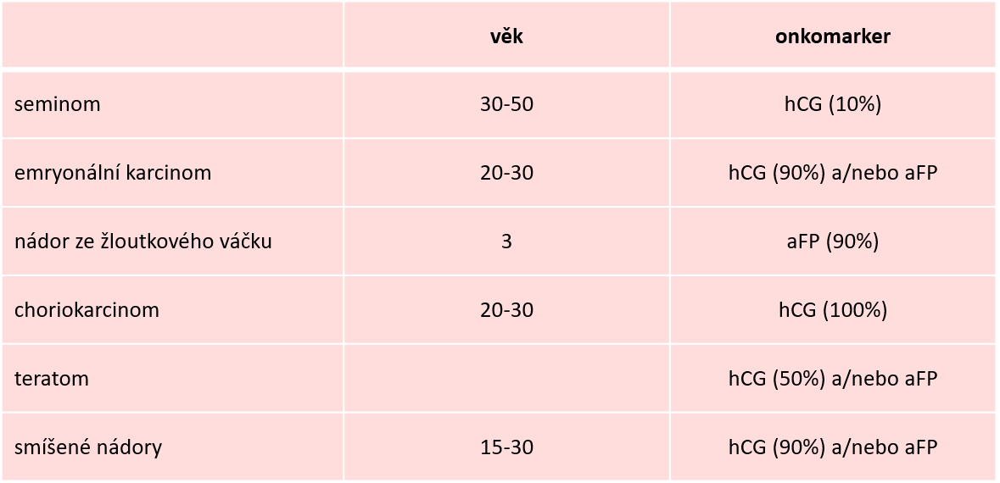 věk onkomarker
seminom 30-50 hCG (10%)
emryonální karcinom 20-30 hCG (90%) a/nebo aFP
nádor ze žloutkového váčku 3 aFP (90%)
choriokarcinom 20-30 hCG (100%)
teratom hCG (50%) a/nebo aFP
smíšené nádory 15-30 hCG (90%) a/nebo aFP